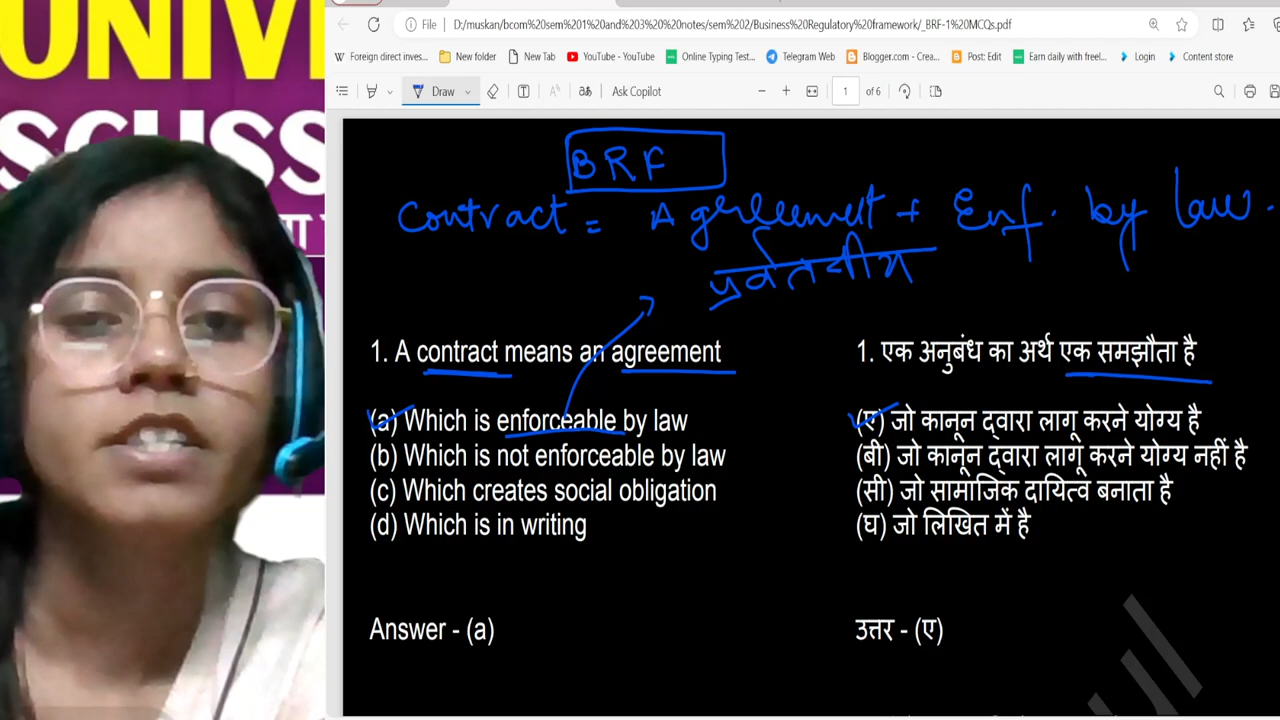 UNIV
SCUSS
File D:/muskan/bcom%20sem%201%20and%203%20%20notes/sem%202/Business%20Regulatory%20framework/_BRF-1%20MCQs.pdf
Foreign direct inves... New folder New Tab YouTube - YouTube Online Typing Test... Telegram Web Blogger.com - Crea... Post: Edit Earn daily with freel... Login Content store
Draw Ask Copilot 1 of 6
BRF
Contract = Agreement + Enf. by law.
प्रवर्तनीय
1. A contract means an agreement
(a) Which is enforceable by law
(b) Which is not enforceable by law
(c) Which creates social obligation
(d) Which is in writing
Answer - (a)
1. एक अनुबंध का अर्थ एक समझौता है
(ए) जो कानून द्वारा लागू करने योग्य है
(बी) जो कानून द्वारा लागू करने योग्य नहीं है
(सी) जो सामाजिक दायित्व बनाता है
(घ) जो लिखित में है
उत्तर - (ए)
ul